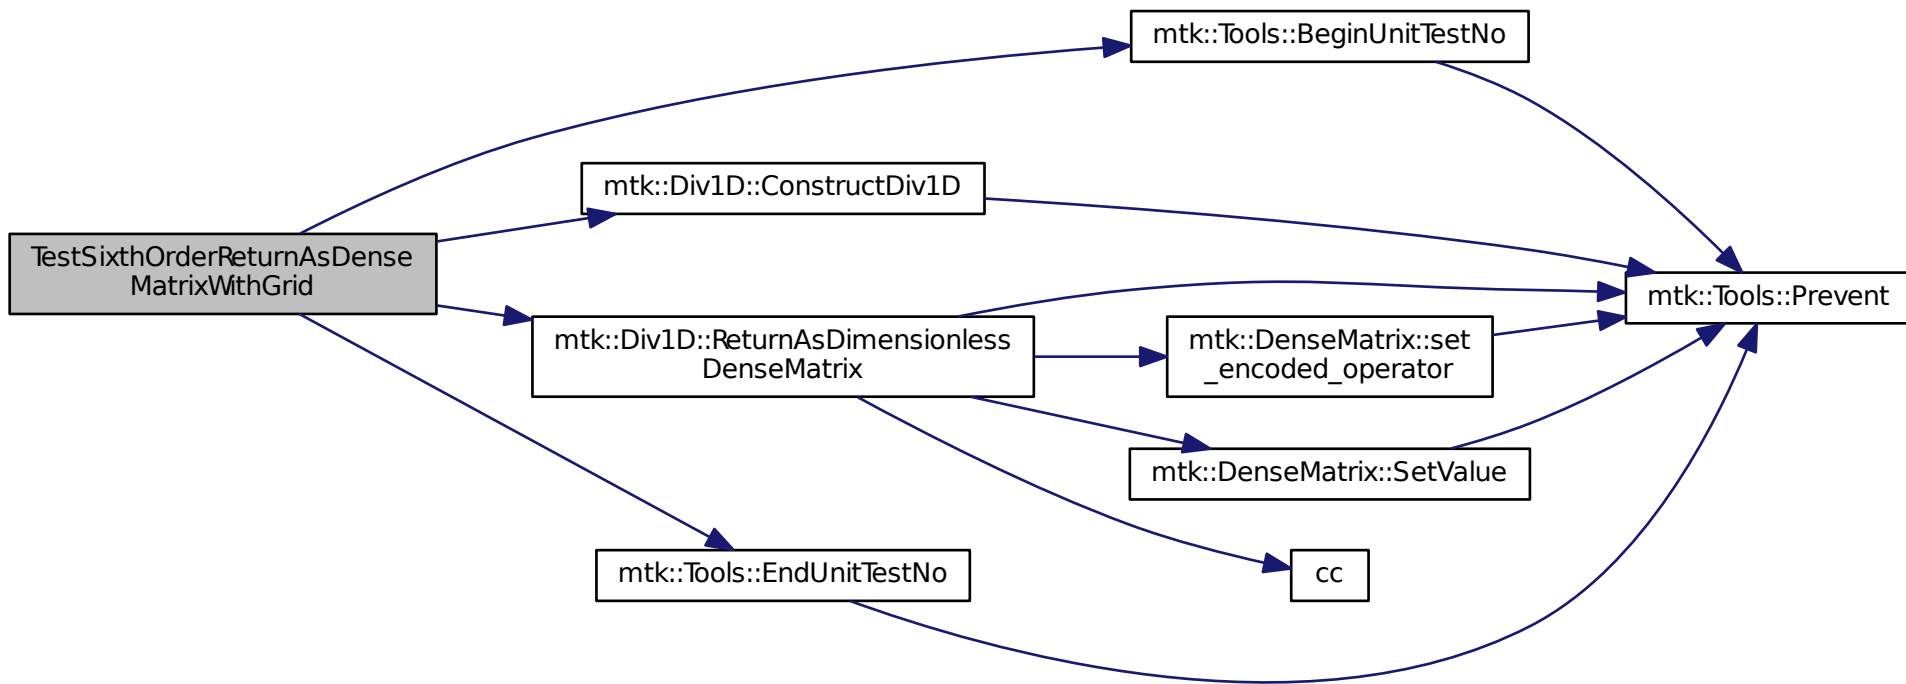 mtk::Tools::BeginUnitTestNo
mtk::Div1D::ConstructDiv1D
TestSixthOrderReturnAsDense
MatrixWithGrid
mtk::Tools::Prevent
mtk::Div1D::ReturnAsDimensionless
DenseMatrix
mtk::DenseMatrix::set
_encoded_operator
mtk::DenseMatrix::SetValue
mtk::Tools::EndUnitTestNo
cc